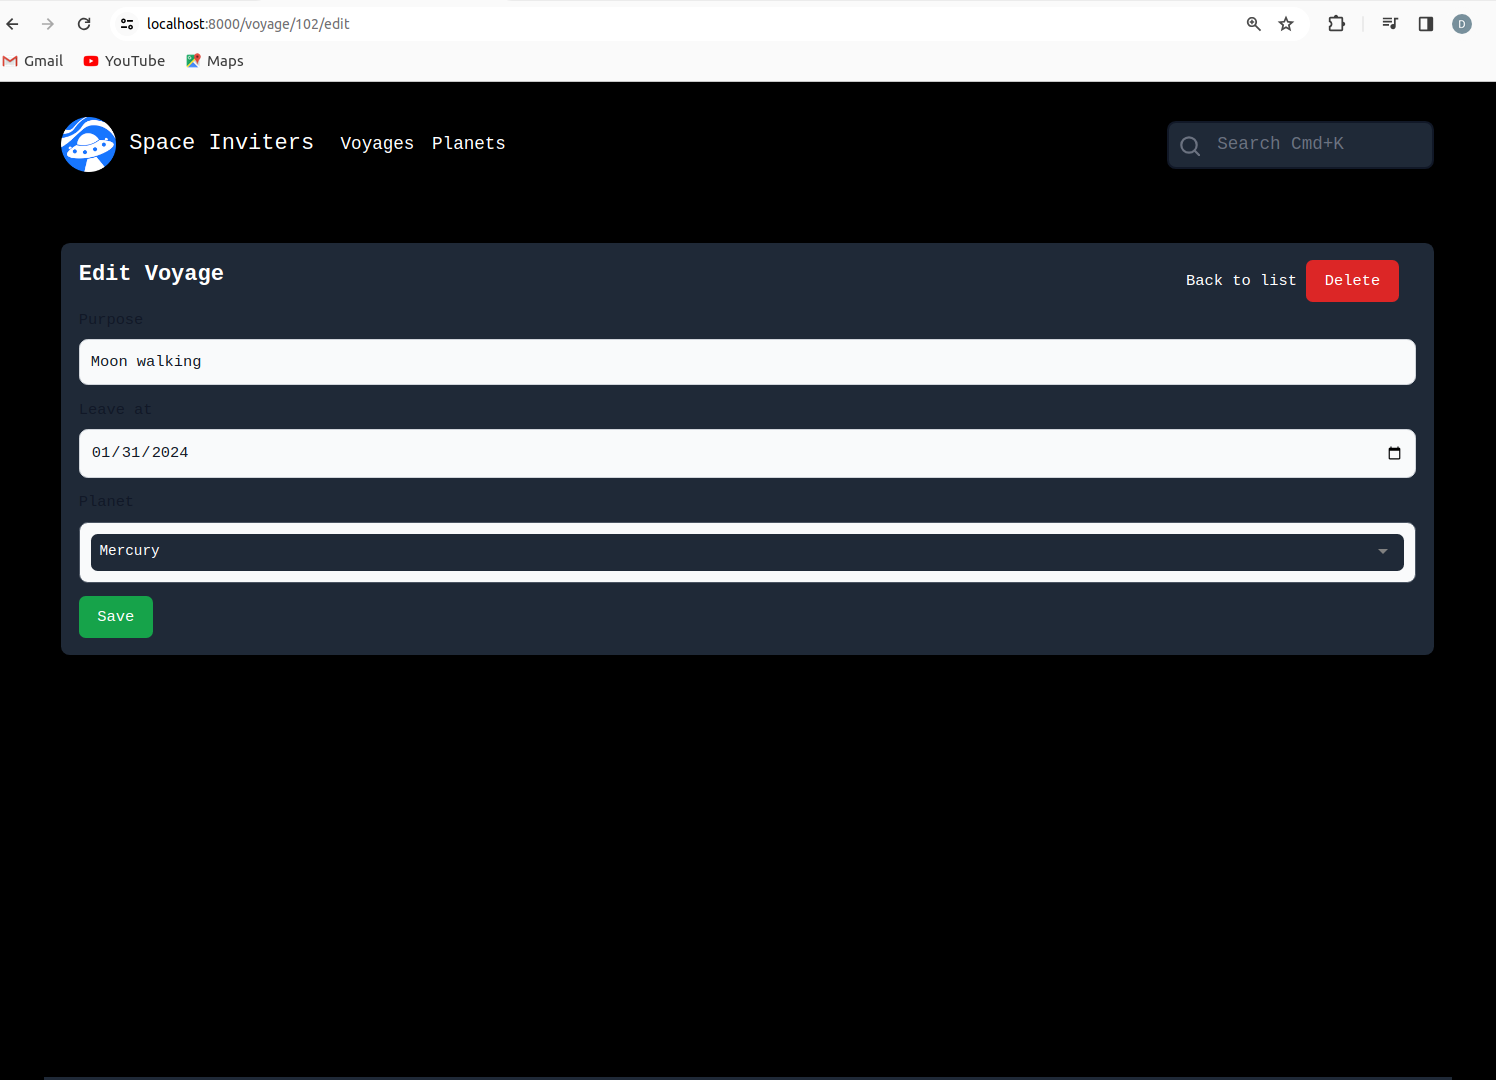 localhost:8000/voyage/102/edit
D
Gmail YouTube Maps
Space Inviters Voyages Planets Search Cmd+K
Edit Voyage
Back to list Delete
Purpose
Moon walking
Leave at
01/31/2024
Planet
Mercury
Save